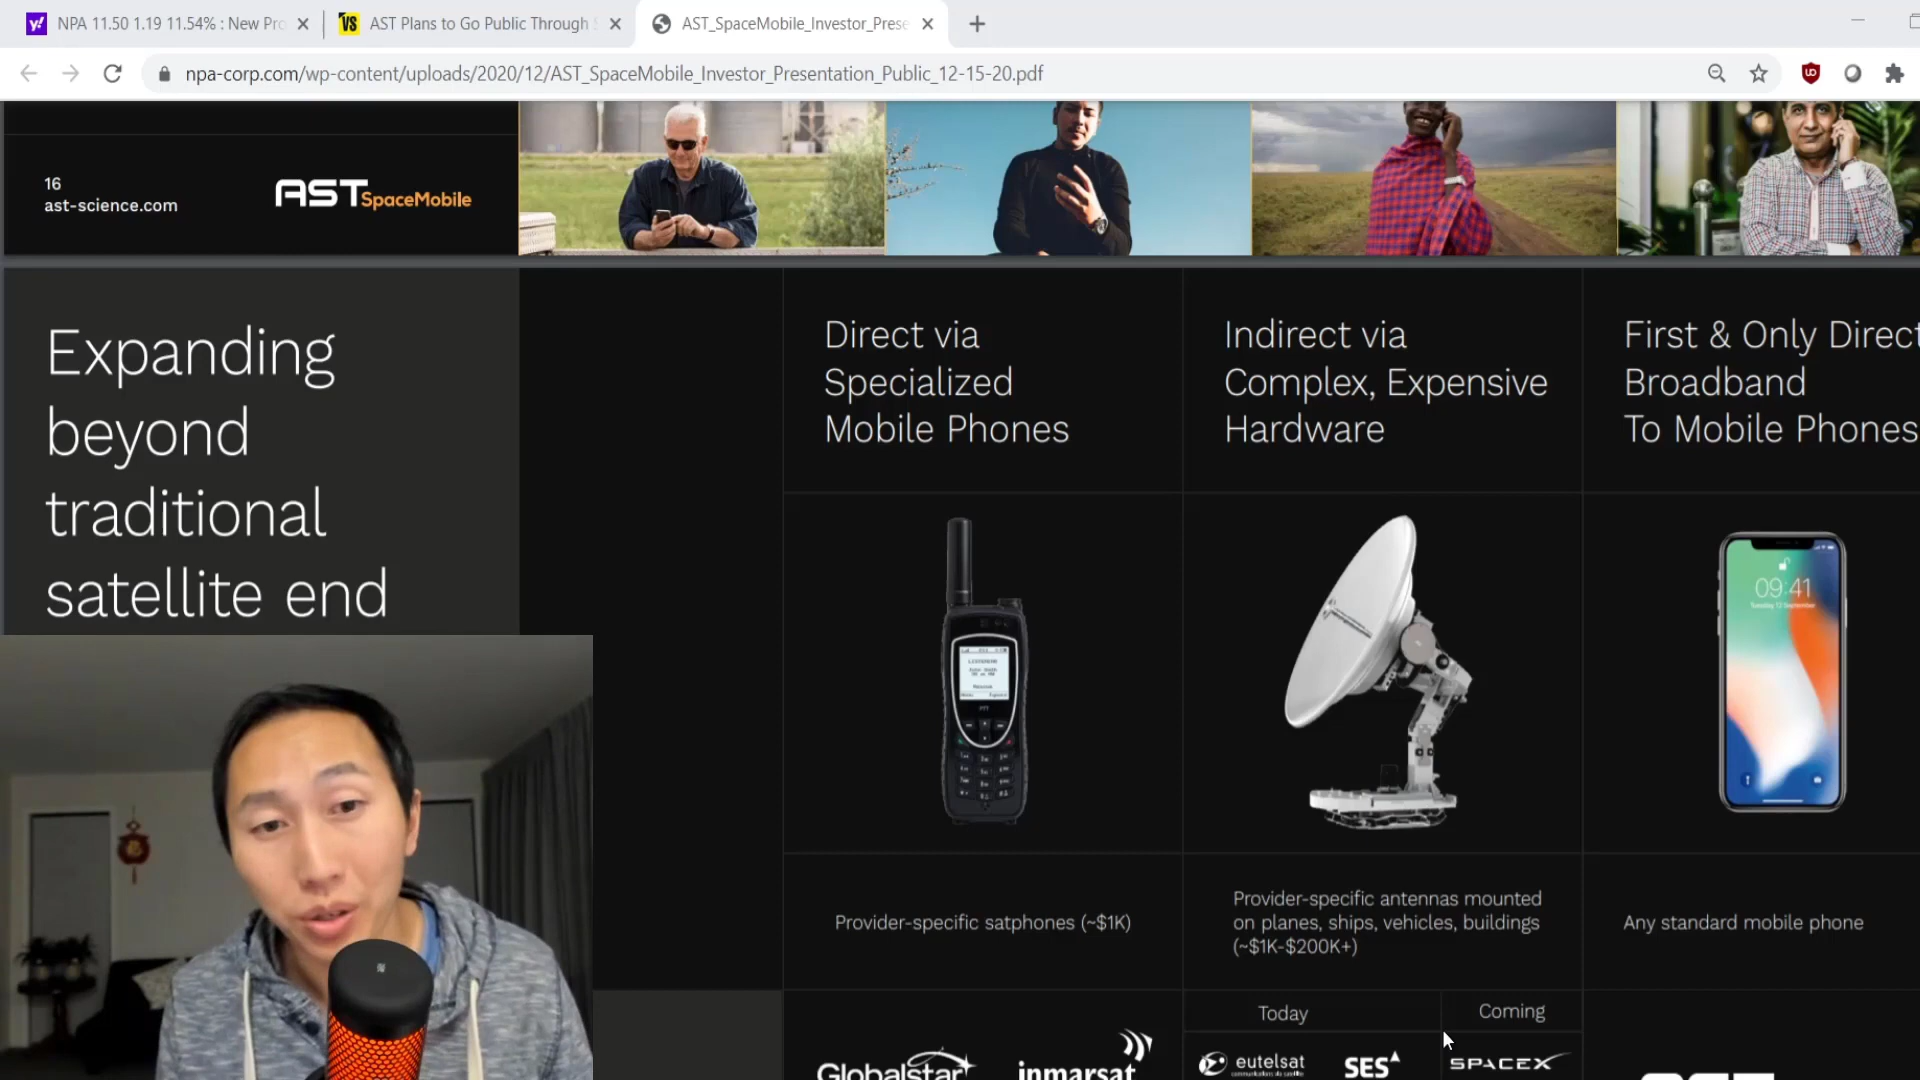 NPA 11.50 1.19 11.54% : New Pro
AST Plans to Go Public Through
AST_SpaceMobile_Investor_Prese
npa-corp.com/wp-content/uploads/2020/12/AST_SpaceMobile_Investor_Presentation_Public_12-15-20.pdf
16
ast-science.com
AST SpaceMobile
Expanding
beyond
traditional
satellite end
Direct via
Specialized
Mobile Phones
Indirect via
Complex, Expensive
Hardware
First & Only Direct
Broadband
To Mobile Phones
09:41
Provider-specific satphones (~$1K)
Provider-specific antennas mounted
on planes, ships, vehicles, buildings
(~$1K-$200K+)
Any standard mobile phone
Today
Coming
Globalstar
inmarsat
eutelsat
SES
SPACEX